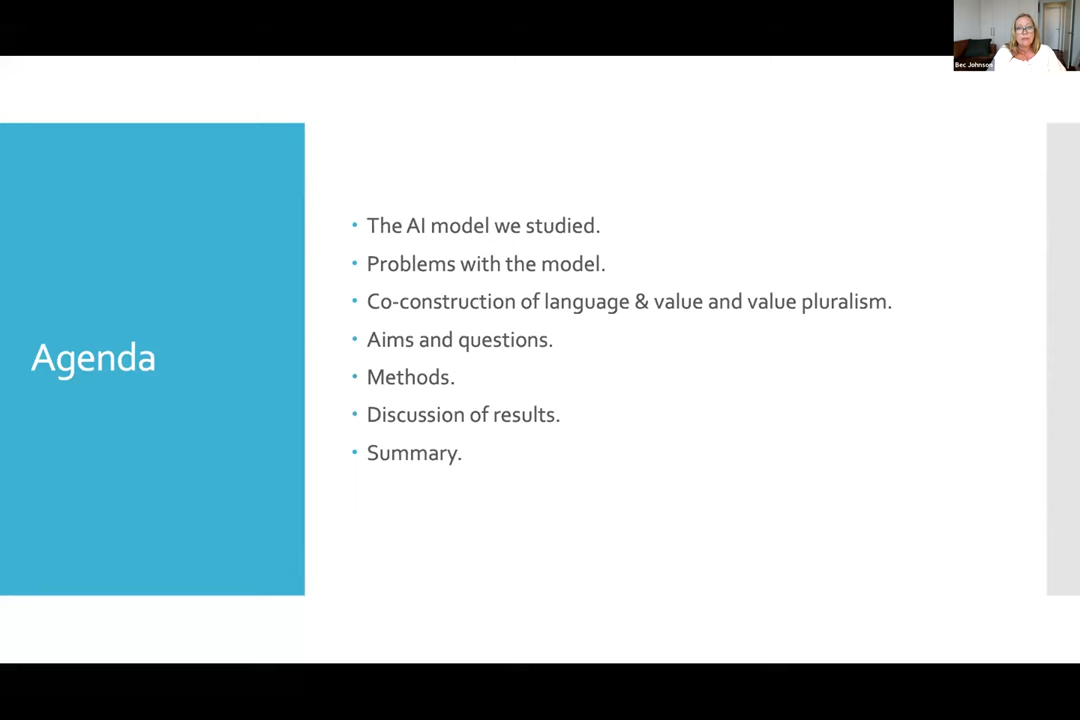 Bec Johnson
Agenda
• The AI model we studied.
• Problems with the model.
• Co-construction of language & value and value pluralism.
• Aims and questions.
• Methods.
• Discussion of results.
• Summary.